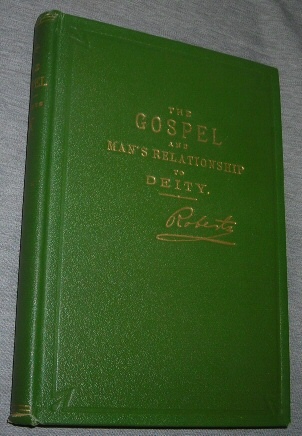 THE
GOSPEL
AND
MAN'S RELATIONSHIP
TO
DEITY.
Roberts